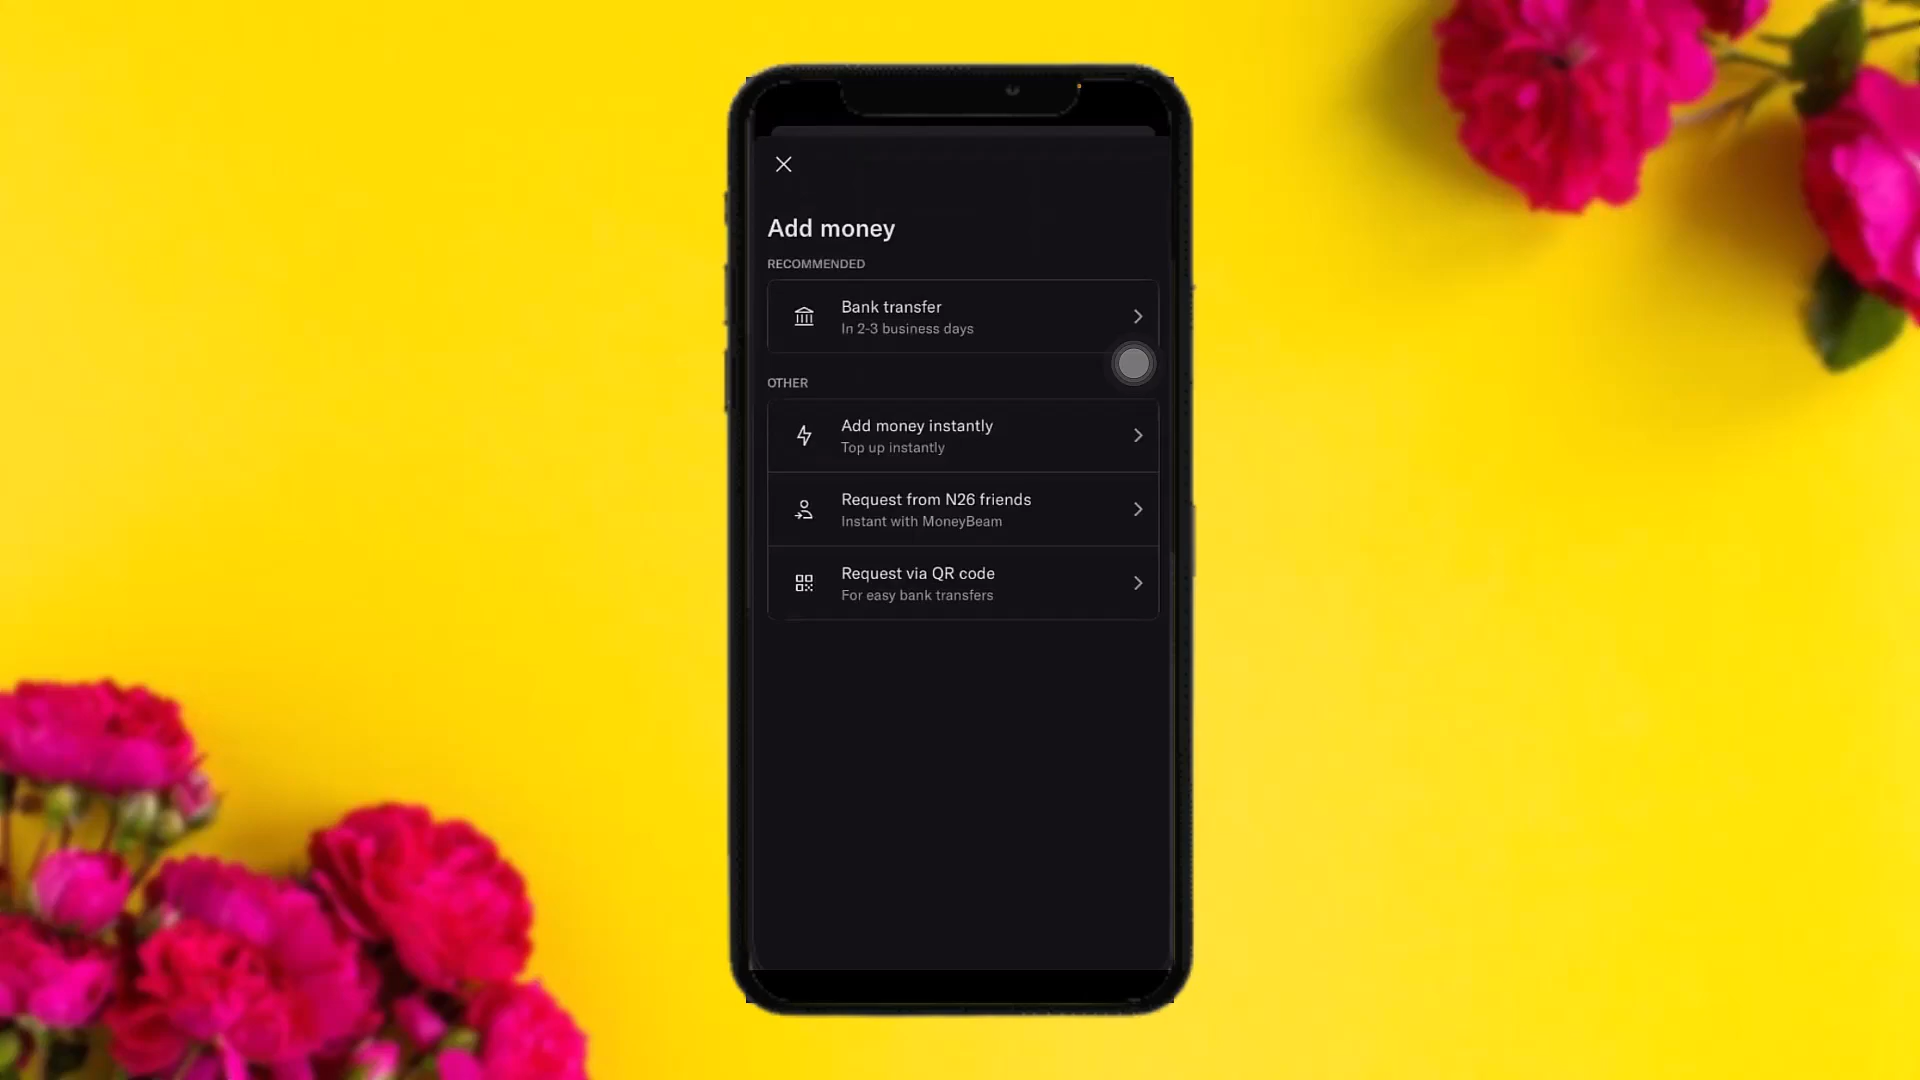 Add money
RECOMMENDED
Bank transfer
In 2-3 business days
OTHER
Add money instantly
Top up instantly
Request from N26 friends
Instant with MoneyBeam
Request via QR code
For easy bank transfers